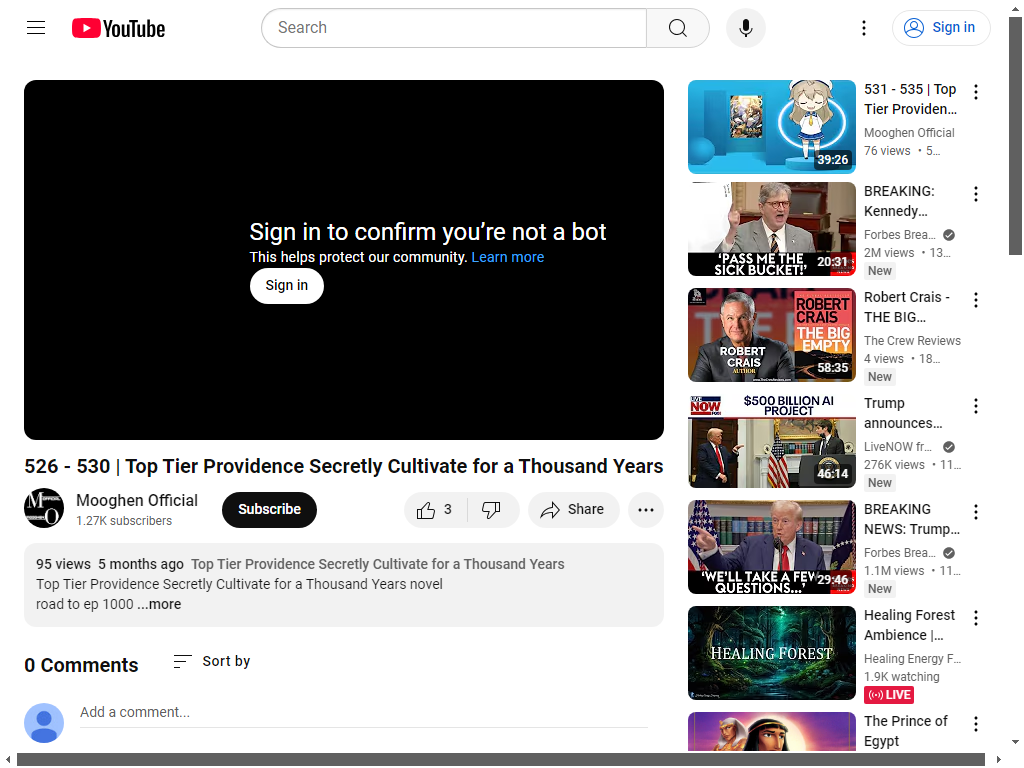 YouTube
Search
Sign in
Sign in to confirm you’re not a bot
This helps protect our community. Learn more
Sign in
526 - 530 | Top Tier Providence Secretly Cultivate for a Thousand Years
Mooghen Official
1.27K subscribers
Subscribe
3
Share
95 views 5 months ago Top Tier Providence Secretly Cultivate for a Thousand Years
Top Tier Providence Secretly Cultivate for a Thousand Years novel
road to ep 1000 ...more
0 Comments
Sort by
Add a comment...
39:26
531 - 535 | Top
Tier Providen...
Mooghen Official
76 views • 5...
‘PASS ME THE
SICK BUCKET!’
20:31
BREAKING:
Kennedy...
Forbes Brea...
2M views • 13...
New
ROBERT
CRAIS
AUTHOR
ROBERT
CRAIS
THE BIG
EMPTY
58:35
Robert Crais -
THE BIG...
The Crew Reviews
4 views • 18...
New
LIVE
NOW
$500 BILLION AI
PROJECT
46:14
Trump
announces...
LiveNOW fr...
276K views • 11...
New
‘WE’LL TAKE A FEW
QUESTIONS...’
29:46
BREAKING
NEWS: Trump...
Forbes Brea...
1.1M views • 11...
New
HEALING FOREST
Healing Forest
Ambience |...
Healing Energy F...
1.9K watching
LIVE
The Prince of
Egypt